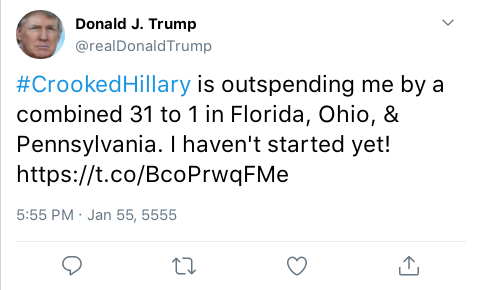 Donald J. Trump
@realDonaldTrump
#CrookedHillary is outspending me by a
combined 31 to 1 in Florida, Ohio, &
Pennsylvania. I haven't started yet!
https://t.co/BcoPrwqFMe
5:55 PM · Jan 55, 5555